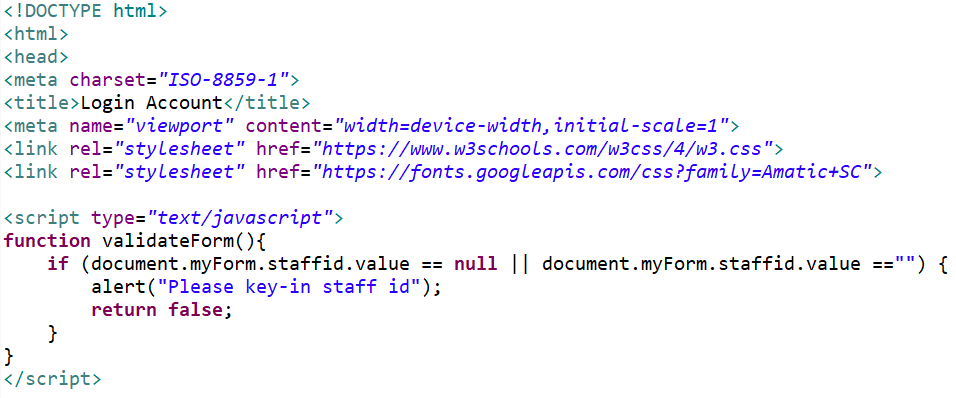 <!DOCTYPE html>
<html>
<head>
<meta charset="ISO-8859-1">
<title>Login Account</title>
<meta name="viewport" content="width=device-width,initial-scale=1">
<link rel="stylesheet" href="https://www.w3schools.com/w3css/4/w3.css">
<link rel="stylesheet" href="https://fonts.googleapis.com/css?family=Amatic+SC">
<script type="text/javascript">
function validateForm(){
    if (document.myForm.staffid.value == null || document.myForm.staffid.value =="") {
        alert("Please key-in staff id");
        return false;
    }
}
</script>